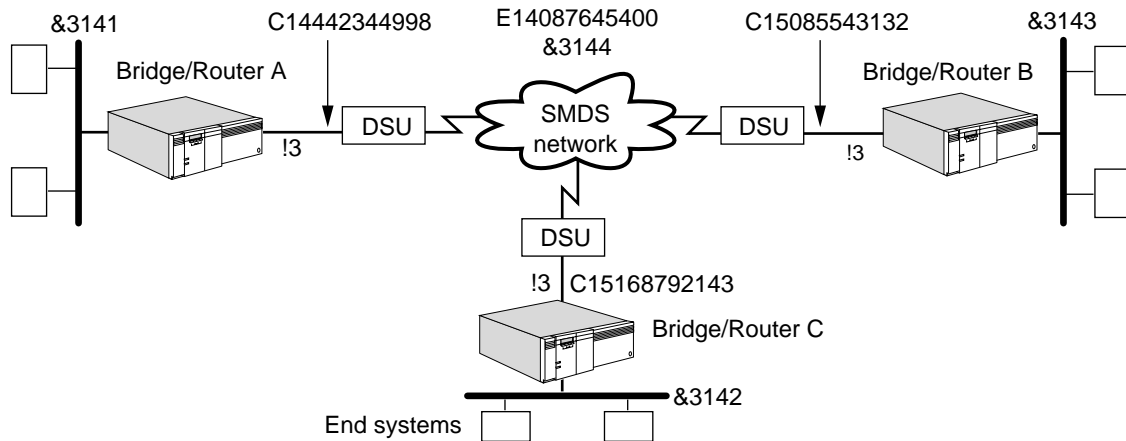 &3141
C14442344998
E14087645400
&3144
C15085543132
&3143
Bridge/Router A
Bridge/Router B
DSU
SMDS
network
DSU
!3
!3
DSU
!3
C15168792143
Bridge/Router C
&3142
End systems